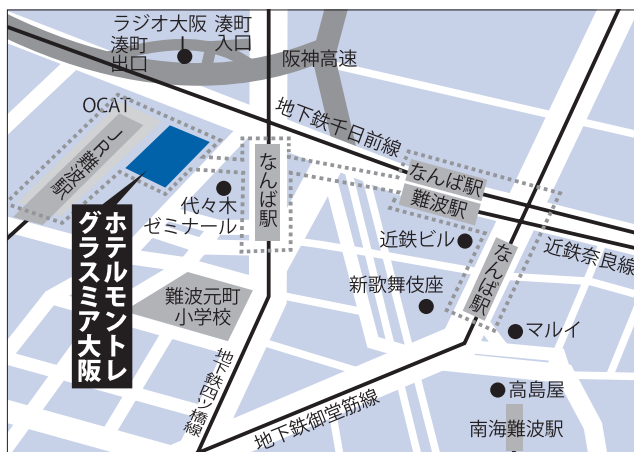 ラジオ大阪
湊町
入口
湊町
出口
阪神高速
OCAT
JR難波駅
地下鉄千日前線
なんば駅
なんば駅
難波駅
代々木
ゼミナール
近鉄ビル
近鉄奈良線
なんば駅
ホテルモントレ
グラスミア大阪
難波元町
小学校
新歌舞伎座
マルイ
地下鉄四ツ橋線
地下鉄御堂筋線
高島屋
南海難波駅